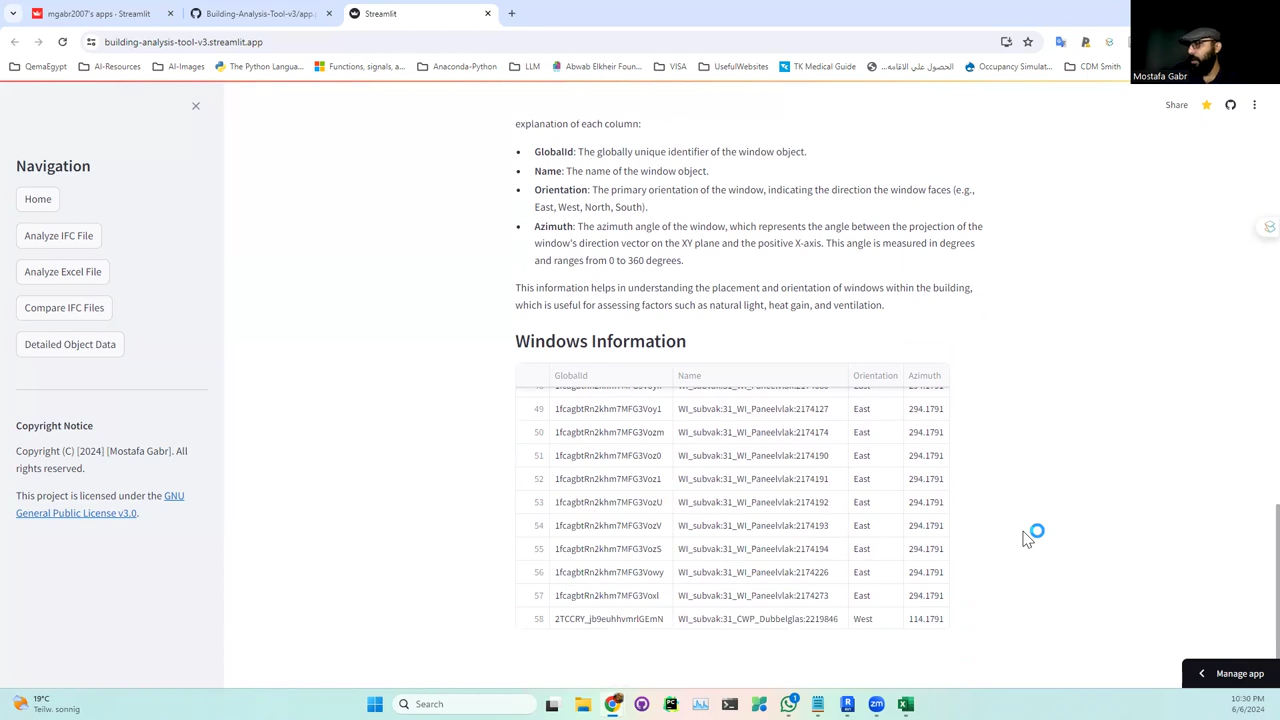 mgabr2007's apps · Streamlit
Building-Analysis-Tool-v3/app.
Streamlit
building-analysis-tool-v3.streamlit.app
QemaEgypt
AI-Resources
AI-Images
The Python Langua...
Functions, signals, a...
Anaconda-Python
LLM
Abwab Elkheir Foun...
VISA
UsefulWebsites
TK Medical Guide
الحصول علي الاقامه...
Occupancy Simulat...
CDM Smith
Mostafa Gabr
Share
Navigation
Home
Analyze IFC File
Analyze Excel File
Compare IFC Files
Detailed Object Data
Copyright Notice
Copyright (C) [2024] [Mostafa Gabr]. All
rights reserved.
This project is licensed under the GNU
General Public License v3.0.
explanation of each column:
• GlobalId: The globally unique identifier of the window object.
• Name: The name of the window object.
• Orientation: The primary orientation of the window, indicating the direction the window faces (e.g.,
East, West, North, South).
• Azimuth: The azimuth angle of the window, which represents the angle between the projection of the
window's direction vector on the XY plane and the positive X-axis. This angle is measured in degrees
and ranges from 0 to 360 degrees.
This information helps in understanding the placement and orientation of windows within the building,
which is useful for assessing factors such as natural light, heat gain, and ventilation.
Windows Information
GlobalId Name Orientation Azimuth
49 1fcagbtRn2khm7MFG3Voy1 WI_subvak:31_WI_Paneelvlak:2174127 East 294.1791
50 1fcagbtRn2khm7MFG3Vozm WI_subvak:31_WI_Paneelvlak:2174174 East 294.1791
51 1fcagbtRn2khm7MFG3Voz0 WI_subvak:31_WI_Paneelvlak:2174190 East 294.1791
52 1fcagbtRn2khm7MFG3Voz1 WI_subvak:31_WI_Paneelvlak:2174191 East 294.1791
53 1fcagbtRn2khm7MFG3VozU WI_subvak:31_WI_Paneelvlak:2174192 East 294.1791
54 1fcagbtRn2khm7MFG3VozV WI_subvak:31_WI_Paneelvlak:2174193 East 294.1791
55 1fcagbtRn2khm7MFG3VozS WI_subvak:31_WI_Paneelvlak:2174194 East 294.1791
56 1fcagbtRn2khm7MFG3Vowy WI_subvak:31_WI_Paneelvlak:2174226 East 294.1791
57 1fcagbtRn2khm7MFG3Voxl WI_subvak:31_WI_Paneelvlak:2174273 East 294.1791
58 2TCCRY_jb9euhhvmrlGEmN WI_subvak:31_CWP_Dubbelglas:2219846 West 114.1791
Manage app
19°C
Teilw. sonnig
Search
10:30 PM
6/6/2024